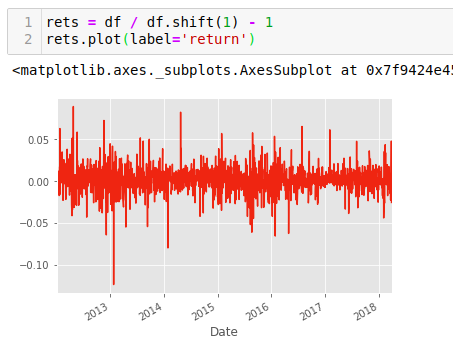 1 rets = df / df.shift(1) - 1
2 rets.plot(label='return')
<matplotlib.axes._subplots.AxesSubplot at 0x7f9424e45
0.05
0.00
−0.05
−0.10
2013 2014 2015 2016 2017 2018
Date